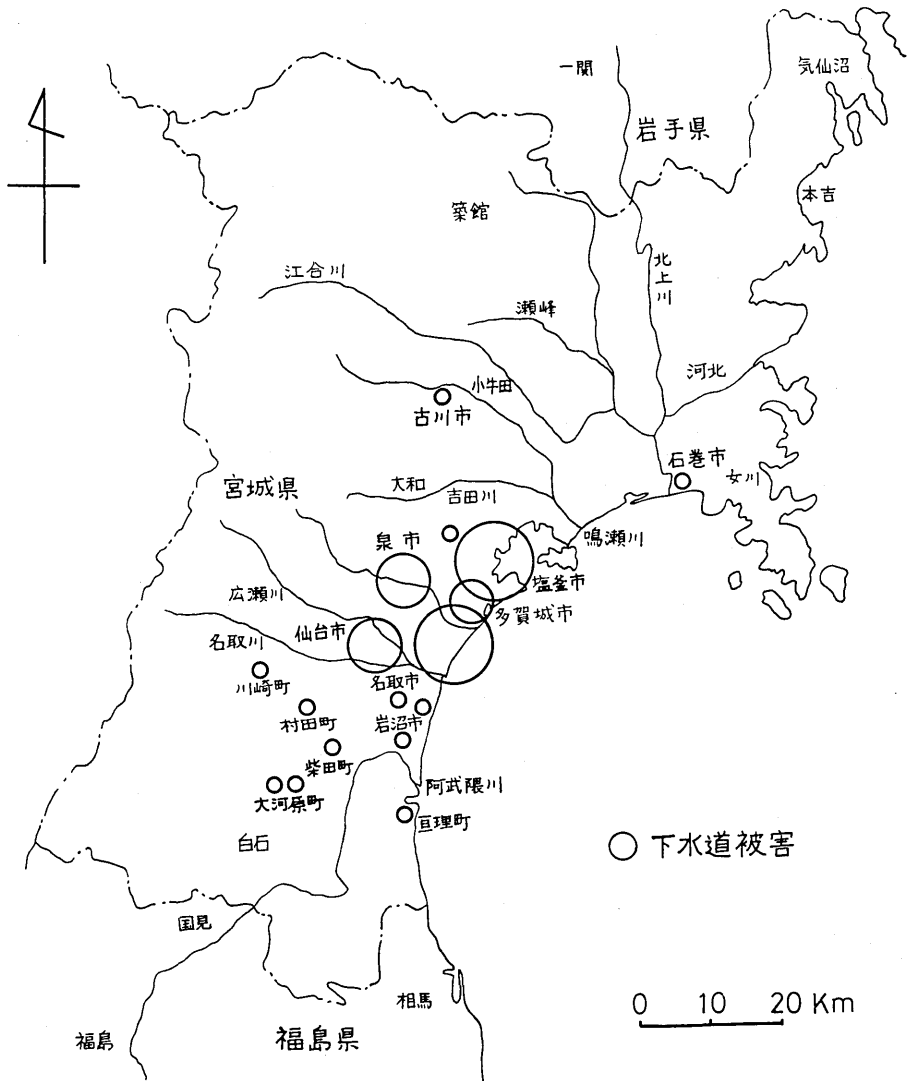 一関
気仙沼
岩手県
本吉
築館
北上川
江合川
瀬峰
小牛田
河北
古川市
石巻市
女川
宮城県
大和
吉田川
鳴瀬川
泉市
塩釜市
広瀬川
多賀城市
仙台市
名取川
川崎町
名取市
村田町
岩沼市
柴田町
大河原町
阿武隈川
亘理町
白石
下水道被害
国見
相馬
福島
福島県
0 10 20 Km